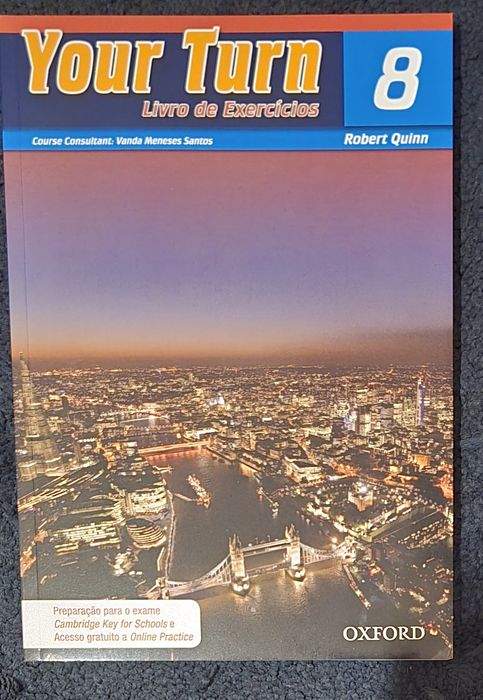 Your Turn
8
Livro de Exercícios
Course Consultant: Vanda Meneses Santos
Robert Quinn
Preparação para o exame
Cambridge Key for Schools e
Acesso gratuito a Online Practice
OXFORD